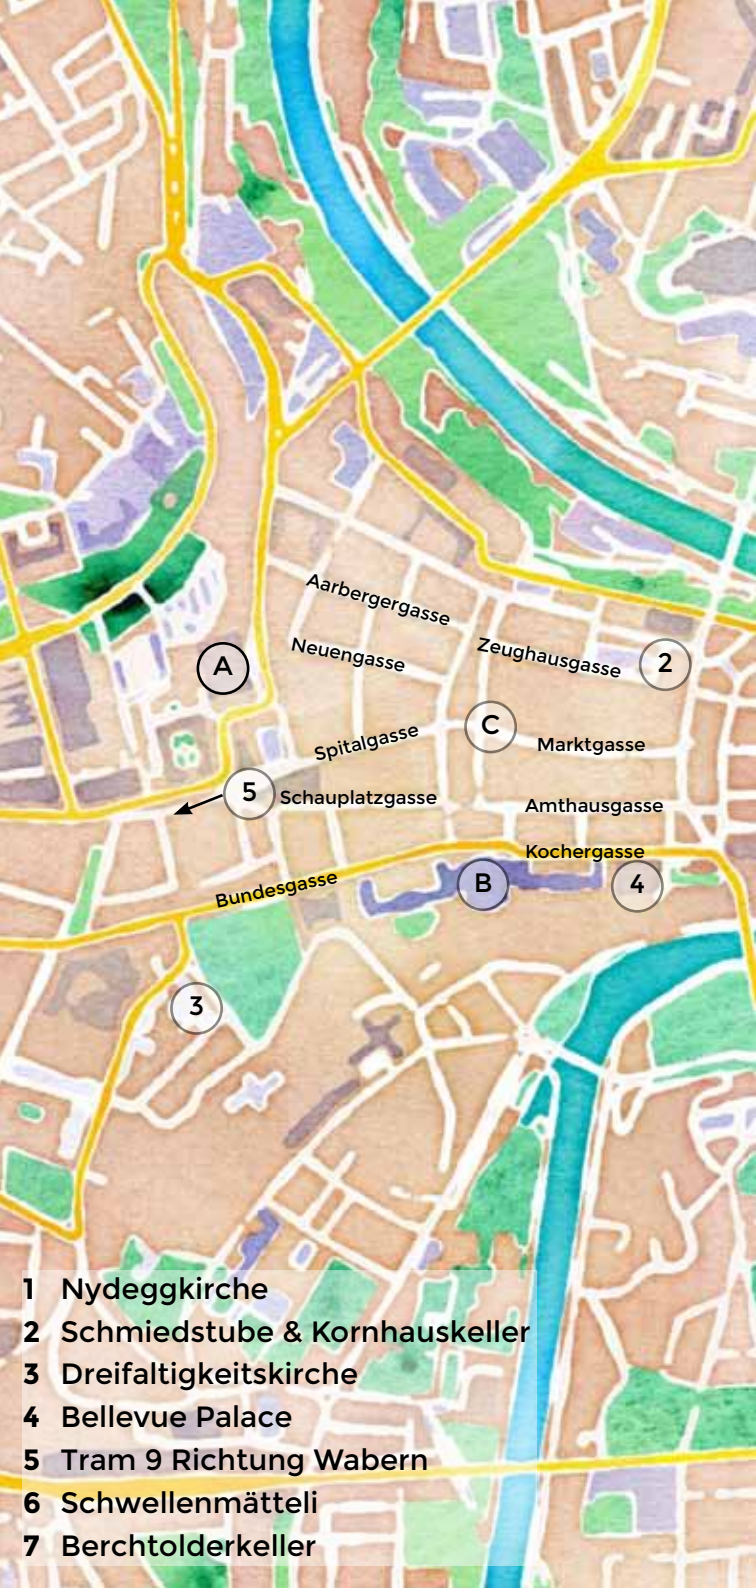 Aarbergergasse
Neuengasse
Zeughausgasse
2
A
C
Spitalgasse
Marktgasse
5
Schauplatzgasse
Amthausgasse
Kochergasse
Bundesgasse
B
4
3
1 Nydeggkirche
2 Schmiedstube & Kornhauskeller
3 Dreifaltigkeitskirche
4 Bellevue Palace
5 Tram 9 Richtung Wabern
6 Schwellenmätteli
7 Berchtolderkeller